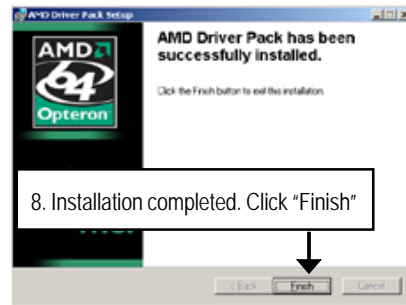 AMD Driver Pack Setup
AMD
64
Opteron
AMD Driver Pack has been
successfully installed.
Click the Finish button to exit this installation.
8. Installation completed. Click "Finish"
< Back
Finish
Cancel